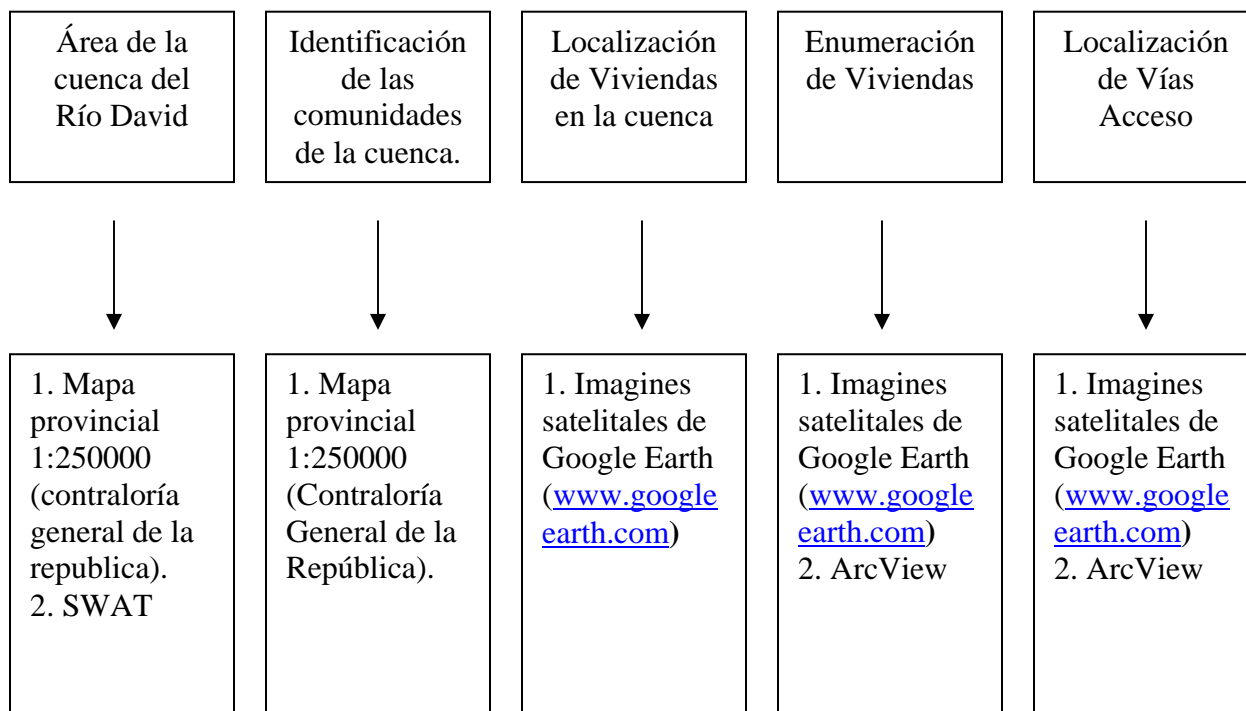 Área de la
cuenca del
Río David
Identificación
de las
comunidades
de la cuenca.
Localización
de Viviendas
en la cuenca
Enumeración
de Viviendas
Localización
de Vías
Acceso
1. Mapa
provincial
1:250000
(contraloría
general de la
republica).
2. SWAT
1. Mapa
provincial
1:250000
(Contraloría
General de la
República).
1. Imagines
satelitales de
Google Earth
(www.google
earth.com)
1. Imagines
satelitales de
Google Earth
(www.google
earth.com)
2. ArcView
1. Imagines
satelitales de
Google Earth
(www.google
earth.com)
2. ArcView